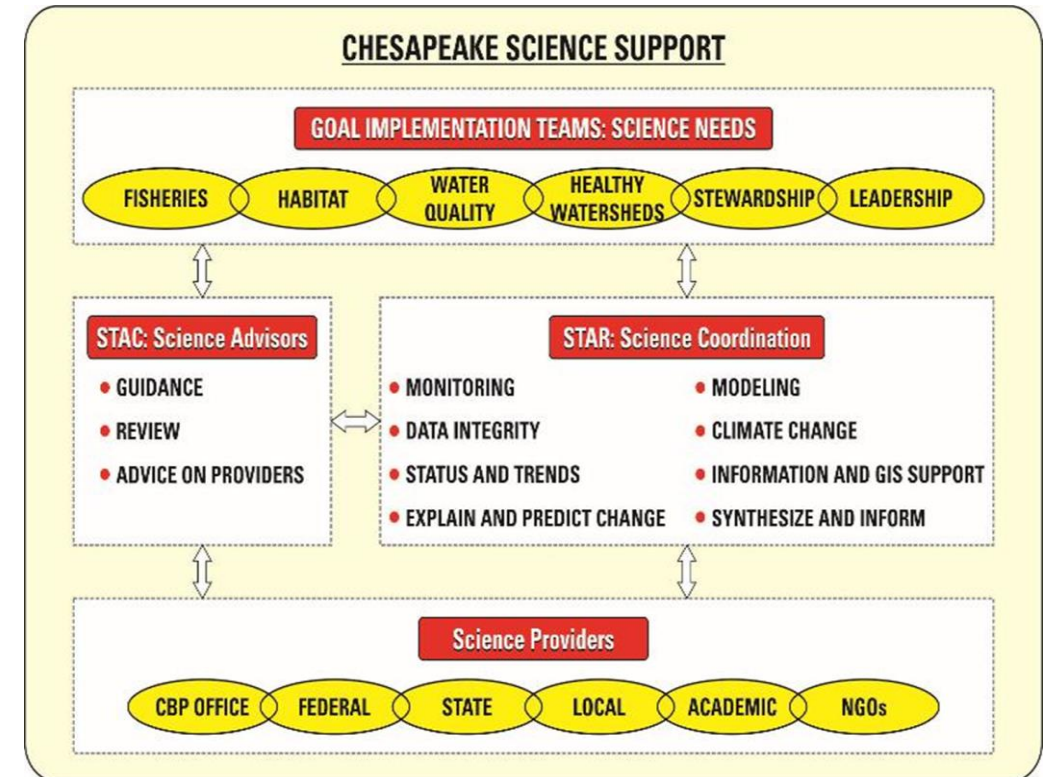 CHESAPEAKE SCIENCE SUPPORT
GOAL IMPLEMENTATION TEAMS: SCIENCE NEEDS
FISHERIES
HABITAT
WATER
QUALITY
HEALTHY
WATERSHEDS
STEWARDSHIP
LEADERSHIP
STAC: Science Advisors
GUIDANCE
REVIEW
ADVICE ON PROVIDERS
STAR: Science Coordination
MONITORING
DATA INTEGRITY
STATUS AND TRENDS
EXPLAIN AND PREDICT CHANGE
MODELING
CLIMATE CHANGE
INFORMATION AND GIS SUPPORT
SYNTHESIZE AND INFORM
Science Providers
CBP OFFICE
FEDERAL
STATE
LOCAL
ACADEMIC
NGOs